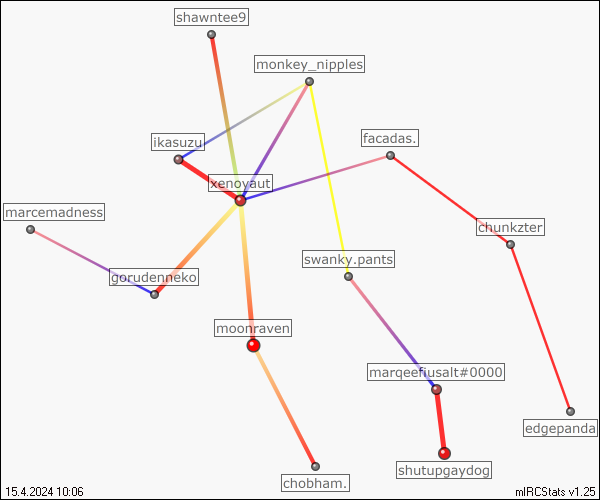 shawntee9
monkey_nipples
ikasuzu
facadas.
xenoyaut
marcemadness
chunkzter
swanky.pants
gorudenneko
moonraven
marqeefiusalt#0000
edgepanda
shutupgaydog
chobham.
15.4.2024 10:06
mIRCStats v1.25